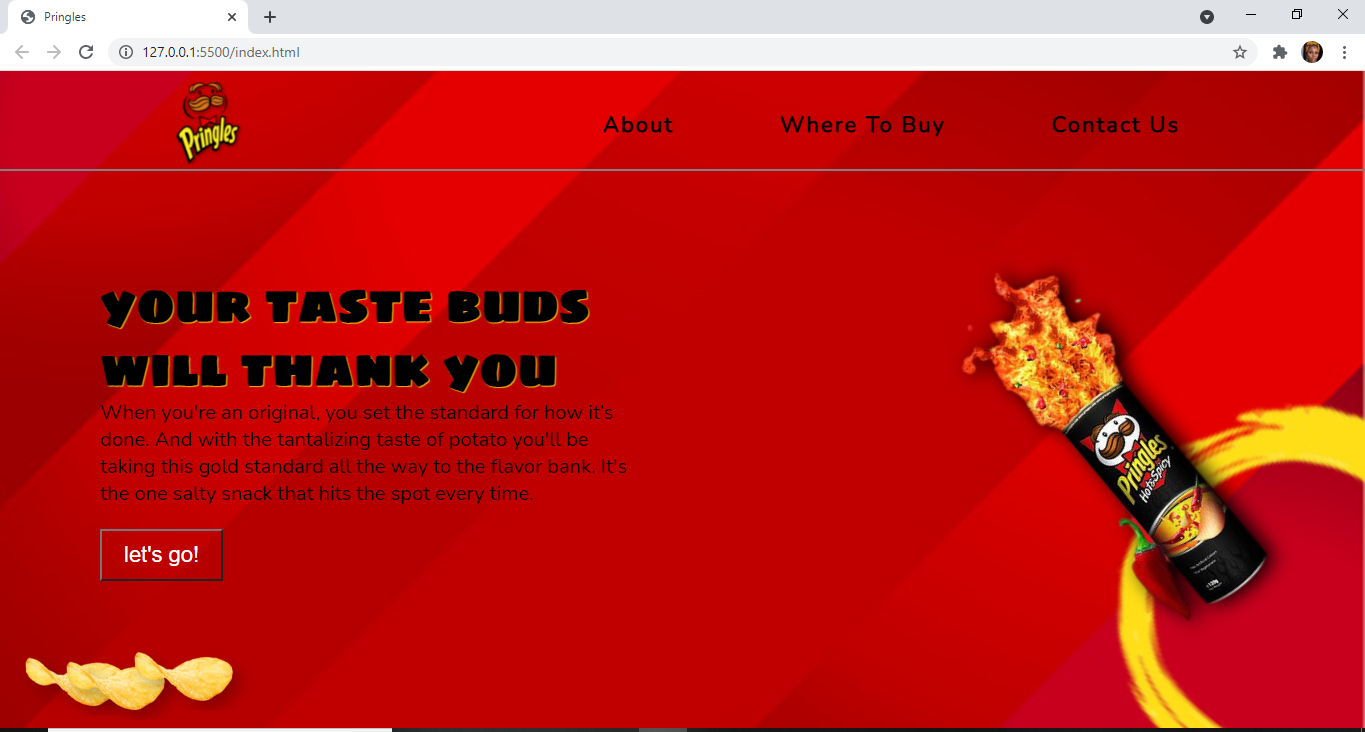 Pringles
127.0.0.1:5500/index.html
Pringles
About
Where To Buy
Contact Us
YOUR TASTE BUDS
WILL THANK YOU
When you're an original, you set the standard for how it's
done. And with the tantalizing taste of potato you'll be
taking this gold standard all the way to the flavor bank. It's
the one salty snack that hits the spot every time.
let's go!
Pringles
Hot&Spicy